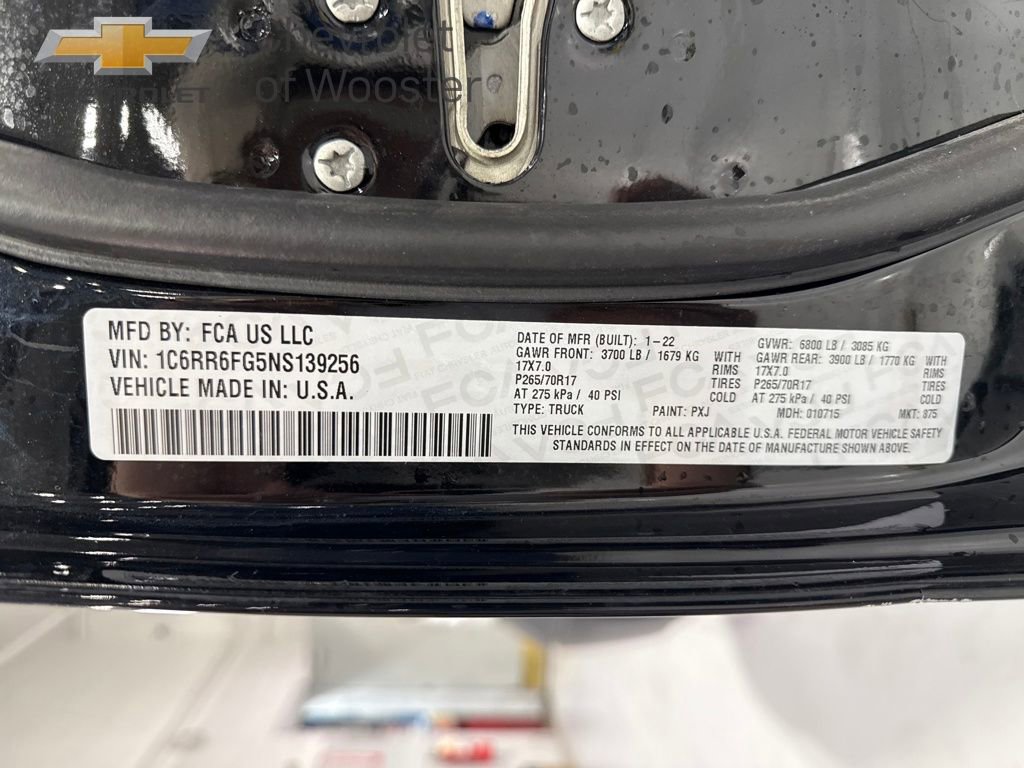 Chevrolet
of Wooster
CHEVROLET
MFD BY: FCA US LLC
VIN: 1C6RR6FG5NS139256
VEHICLE MADE IN: U.S.A.
DATE OF MFR (BUILT): 1-22
GVWR: 6800 LB / 3085 KG
GAWR FRONT: 3700 LB / 1679 KG WITH
GAWR REAR: 3900 LB / 1770 KG WITH
17X7.0 RIMS
17X7.0 RIMS
P265/70R17 TIRES
P265/70R17 TIRES
AT 275 kPa / 40 PSI COLD
AT 275 kPa / 40 PSI COLD
TYPE: TRUCK
PAINT: PXJ
MDH: 010715
MKT: 875
THIS VEHICLE CONFORMS TO ALL APPLICABLE U.S.A. FEDERAL MOTOR VEHICLE SAFETY
STANDARDS IN EFFECT ON THE DATE OF MANUFACTURE SHOWN ABOVE.